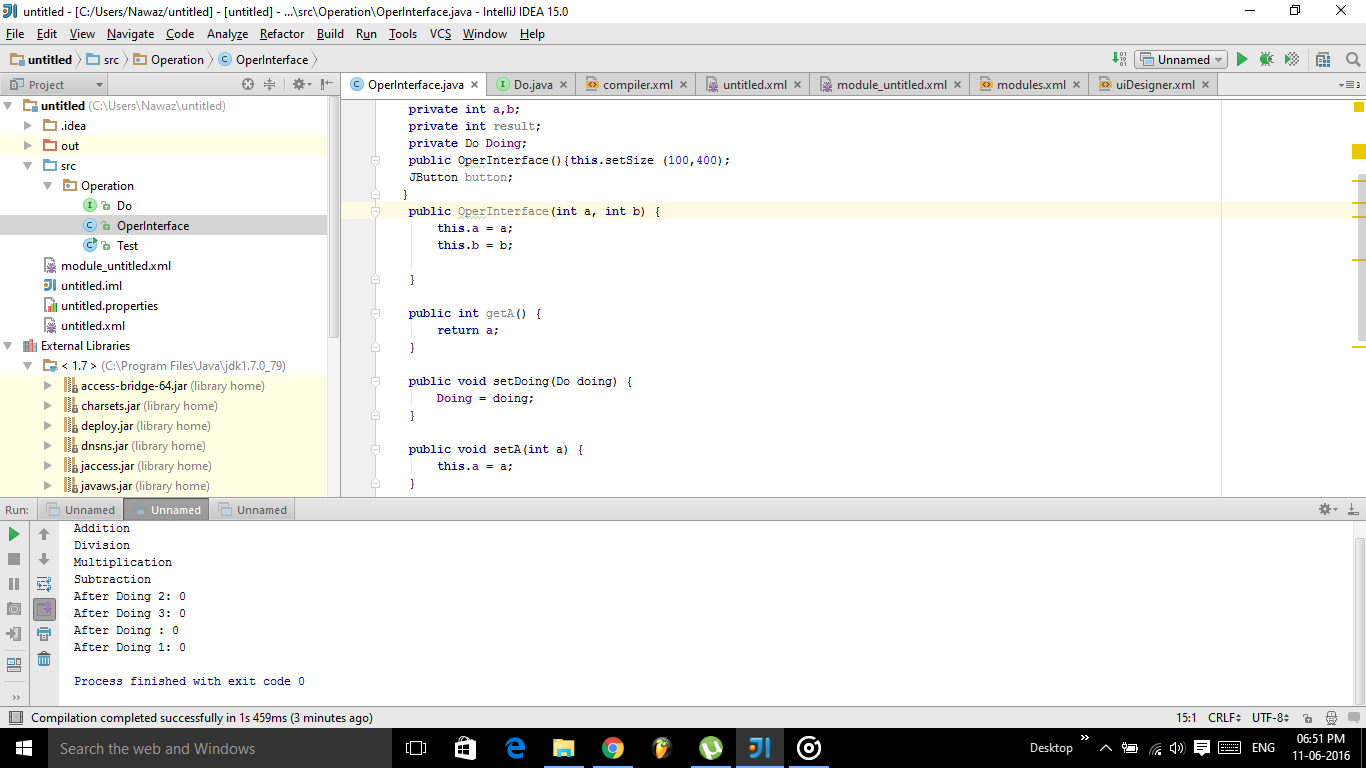 untitled - [C:/Users/Nawaz/untitled] - [untitled] - ...\src\Operation\OperInterface.java - IntelliJ IDEA 15.0
File Edit View Navigate Code Analyze Refactor Build Run Tools VCS Window Help
untitled src Operation OperInterface Unnamed
Project OperInterface.java Do.java compiler.xml untitled.xml module_untitled.xml modules.xml uiDesigner.xml
untitled (C:\Users\Nawaz\untitled)
.idea
out
src
Operation
Do
OperInterface
Test
module_untitled.xml
untitled.iml
untitled.properties
untitled.xml
External Libraries
< 1.7 > (C:\Program Files\Java\jdk1.7.0_79)
access-bridge-64.jar (library home)
charsets.jar (library home)
deploy.jar (library home)
dnsns.jar (library home)
jaccess.jar (library home)
javaws.jar (library home)
private int a,b;
private int result;
private Do Doing;
public OperInterface(){this.setSize (100,400);
JButton button;
}
public OperInterface(int a, int b) {
this.a = a;
this.b = b;
}
public int getA() {
return a;
}
public void setDoing(Do doing) {
Doing = doing;
}
public void setA(int a) {
this.a = a;
}
Run: Unnamed Unnamed Unnamed
Addition
Division
Multiplication
Subtraction
After Doing 2: 0
After Doing 3: 0
After Doing : 0
After Doing 1: 0
Process finished with exit code 0
Compilation completed successfully in 1s 459ms (3 minutes ago) 15:1 CRLF UTF-8
Search the web and Windows Desktop ENG 06:51 PM
11-06-2016